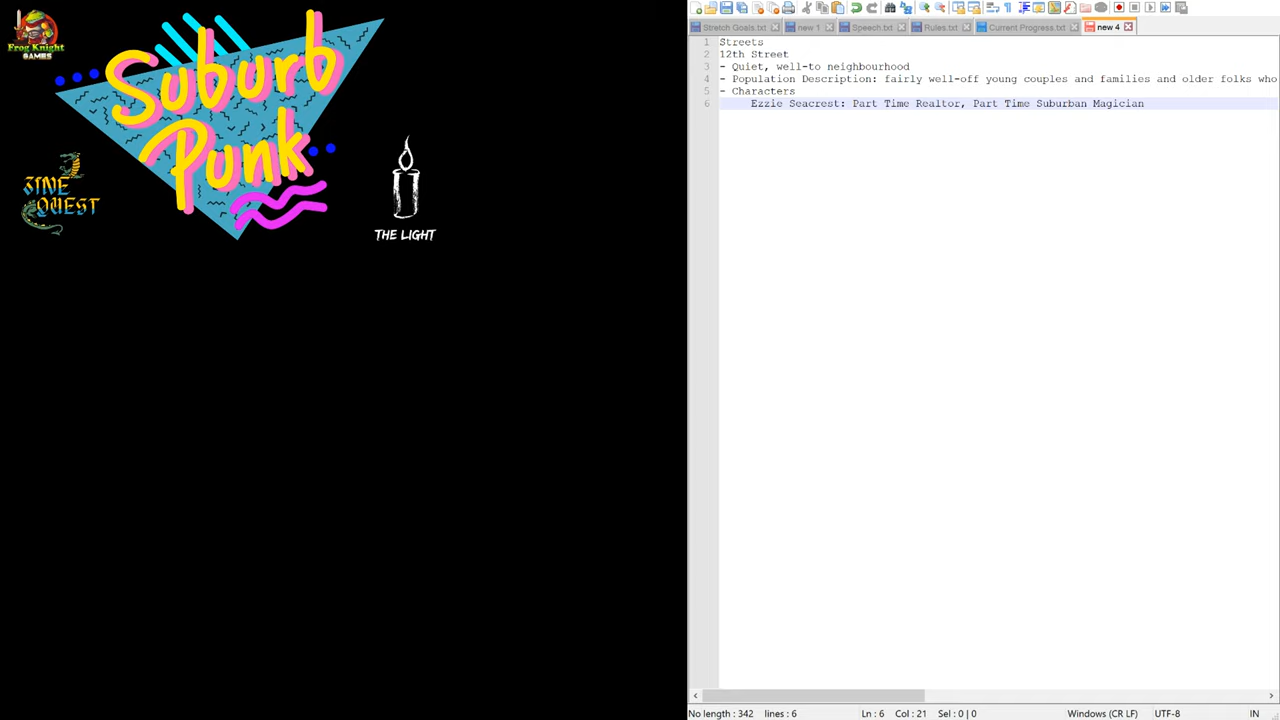 Frog Knight
GAMES
Suburb
Punk
ZINE
QUEST
THE LIGHT
Stretch Goals.txt
new 1
Speech.txt
Rules.txt
Current Progress.txt
new 4
1 Streets
2 12th Street
3 - Quiet, well-to neighbourhood
4 - Population Description: fairly well-off young couples and families and older folks who
5 - Characters
6 Ezzie Seacrest: Part Time Realtor, Part Time Suburban Magician
No length : 342 lines : 6 Ln : 6 Col : 21 Sel : 0 | 0 Windows (CR LF) UTF-8 IN